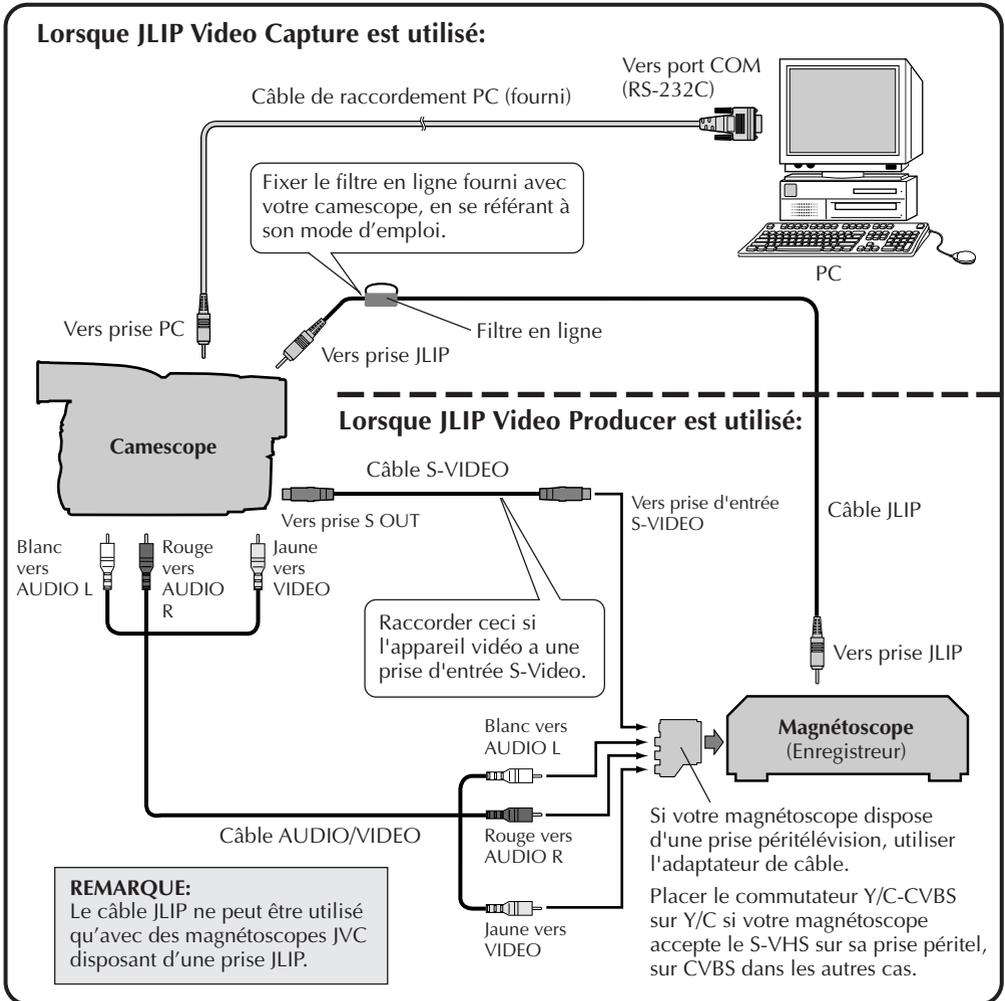 Lorsque JLIP Video Capture est utilisé:
Vers port COM
(RS-232C)
Câble de raccordement PC (fourni)
Fixer le filtre en ligne fourni avec
votre camescope, en se référant à
son mode d’emploi.
PC
Vers prise PC
Filtre en ligne
Vers prise JLIP
Lorsque JLIP Video Producer est utilisé:
Camescope
Câble S-VIDEO
Vers prise S OUT
Vers prise d'entrée
S-VIDEO
Câble JLIP
Blanc
vers
AUDIO L
Rouge
vers
AUDIO
R
Jaune
vers
VIDEO
Raccorder ceci si
l'appareil vidéo a une
prise d'entrée S-Video.
Vers prise JLIP
Blanc vers
AUDIO L
Magnétoscope
(Enregistreur)
Câble AUDIO/VIDEO
Rouge vers
AUDIO R
Si votre magnétoscope dispose
d'une prise péritélévision, utiliser
l'adaptateur de câble.
Placer le commutateur Y/C-CVBS
sur Y/C si votre magnétoscope
accepte le S-VHS sur sa prise péritel,
sur CVBS dans les autres cas.
Jaune vers
VIDEO
REMARQUE:
Le câble JLIP ne peut être utilisé
qu’avec des magnétoscopes JVC
disposant d’une prise JLIP.